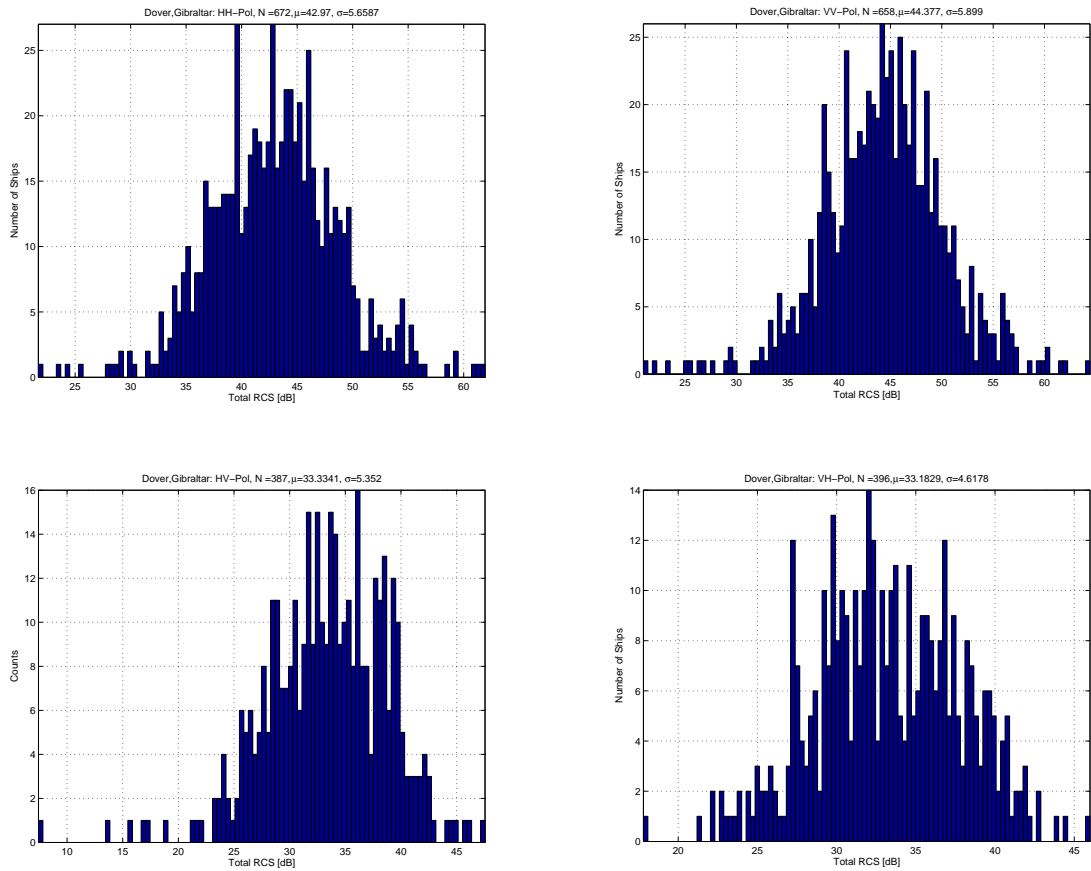 Dover,Gibraltar: HH−Pol, N =672,μ=42.97, σ=5.6587
25
20
15
10
5
0
Number of Ships
25 30 35 40 45 50 55 60
Total RCS [dB]
Dover,Gibraltar: VV−Pol, N =658,μ=44.377, σ=5.899
25
20
15
10
5
0
Number of Ships
25 30 35 40 45 50 55 60
Total RCS [dB]
Dover,Gibraltar: HV−Pol, N =387,μ=33.3341, σ=5.352
16
14
12
10
8
6
4
2
0
Counts
10 15 20 25 30 35 40 45
Total RCS [dB]
Dover,Gibraltar: VH−Pol, N =396,μ=33.1829, σ=4.6178
14
12
10
8
6
4
2
0
Number of Ships
20 25 30 35 40 45
Total RCS [dB]